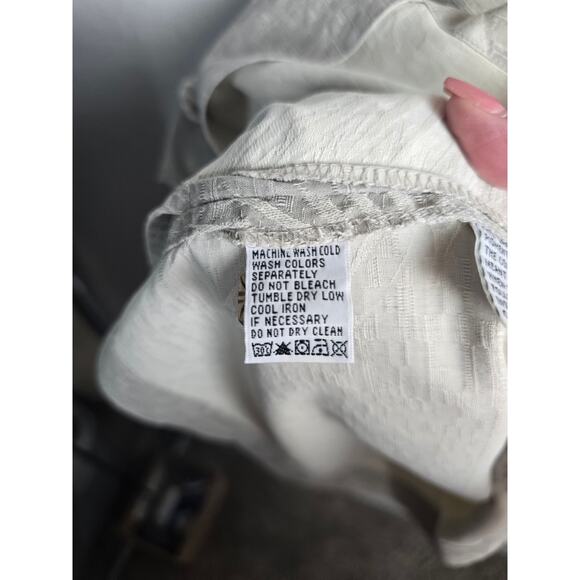 MACHINE WASH COLD
WASH COLORS
SEPARATELY
DO NOT BLEACH
TUMBLE DRY LOW
COOL IRON
IF NECESSARY
DO NOT DRY CLEAN
30